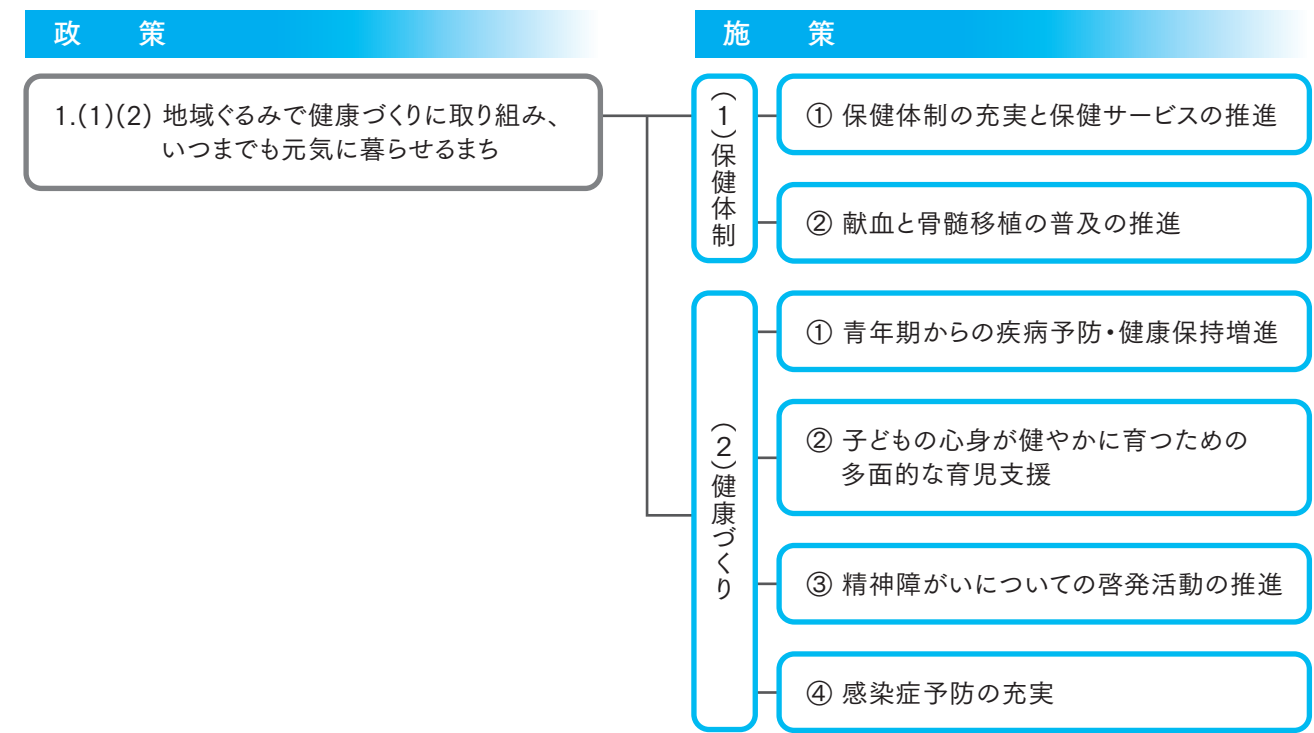 政　策
施　策
1.(1)(2) 地域ぐるみで健康づくりに取り組み、
いつまでも元気に暮らせるまち
(1)保健体制
① 保健体制の充実と保健サービスの推進
② 献血と骨髄移植の普及の推進
(2)健康づくり
① 青年期からの疾病予防・健康保持増進
② 子どもの心身が健やかに育つための
多面的な育児支援
③ 精神障がいについての啓発活動の推進
④ 感染症予防の充実